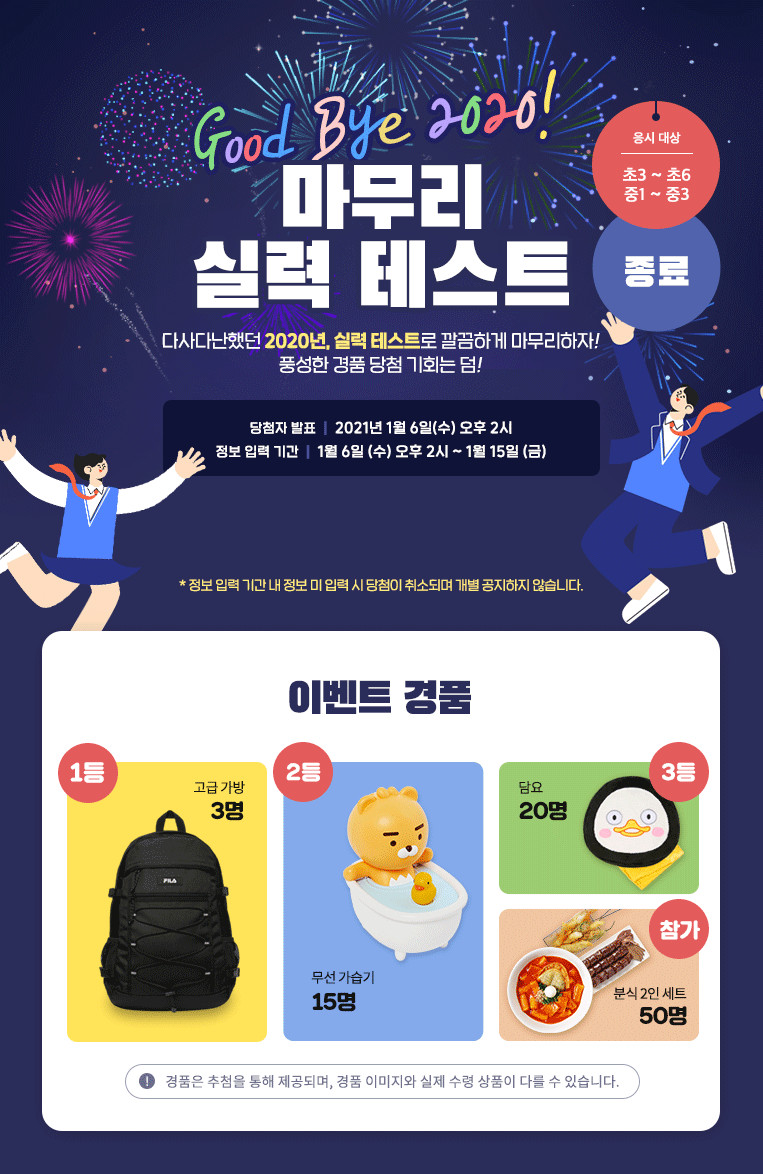 Good Bye 2020!
마무리
실력 테스트
응시 대상
초3 ~ 초6
중1 ~ 중3
종료
다사다난했던 2020년, 실력 테스트로 깔끔하게 마무리하자!
풍성한 경품 당첨 기회는 덤!
당첨자 발표 | 2021년 1월 6일(수) 오후 2시
정보 입력 기간 | 1월 6일 (수) 오후 2시 ~ 1월 15일 (금)
* 정보 입력 기간 내 정보 미 입력 시 당첨이 취소되며 개별 공지하지 않습니다.
이벤트 경품
1등
고급 가방
3명
FILA
2등
무선 가습기
15명
3등
담요
20명
참가
분식 2인 세트
50명
! 경품은 추첨을 통해 제공되며, 경품 이미지와 실제 수령 상품이 다를 수 있습니다.